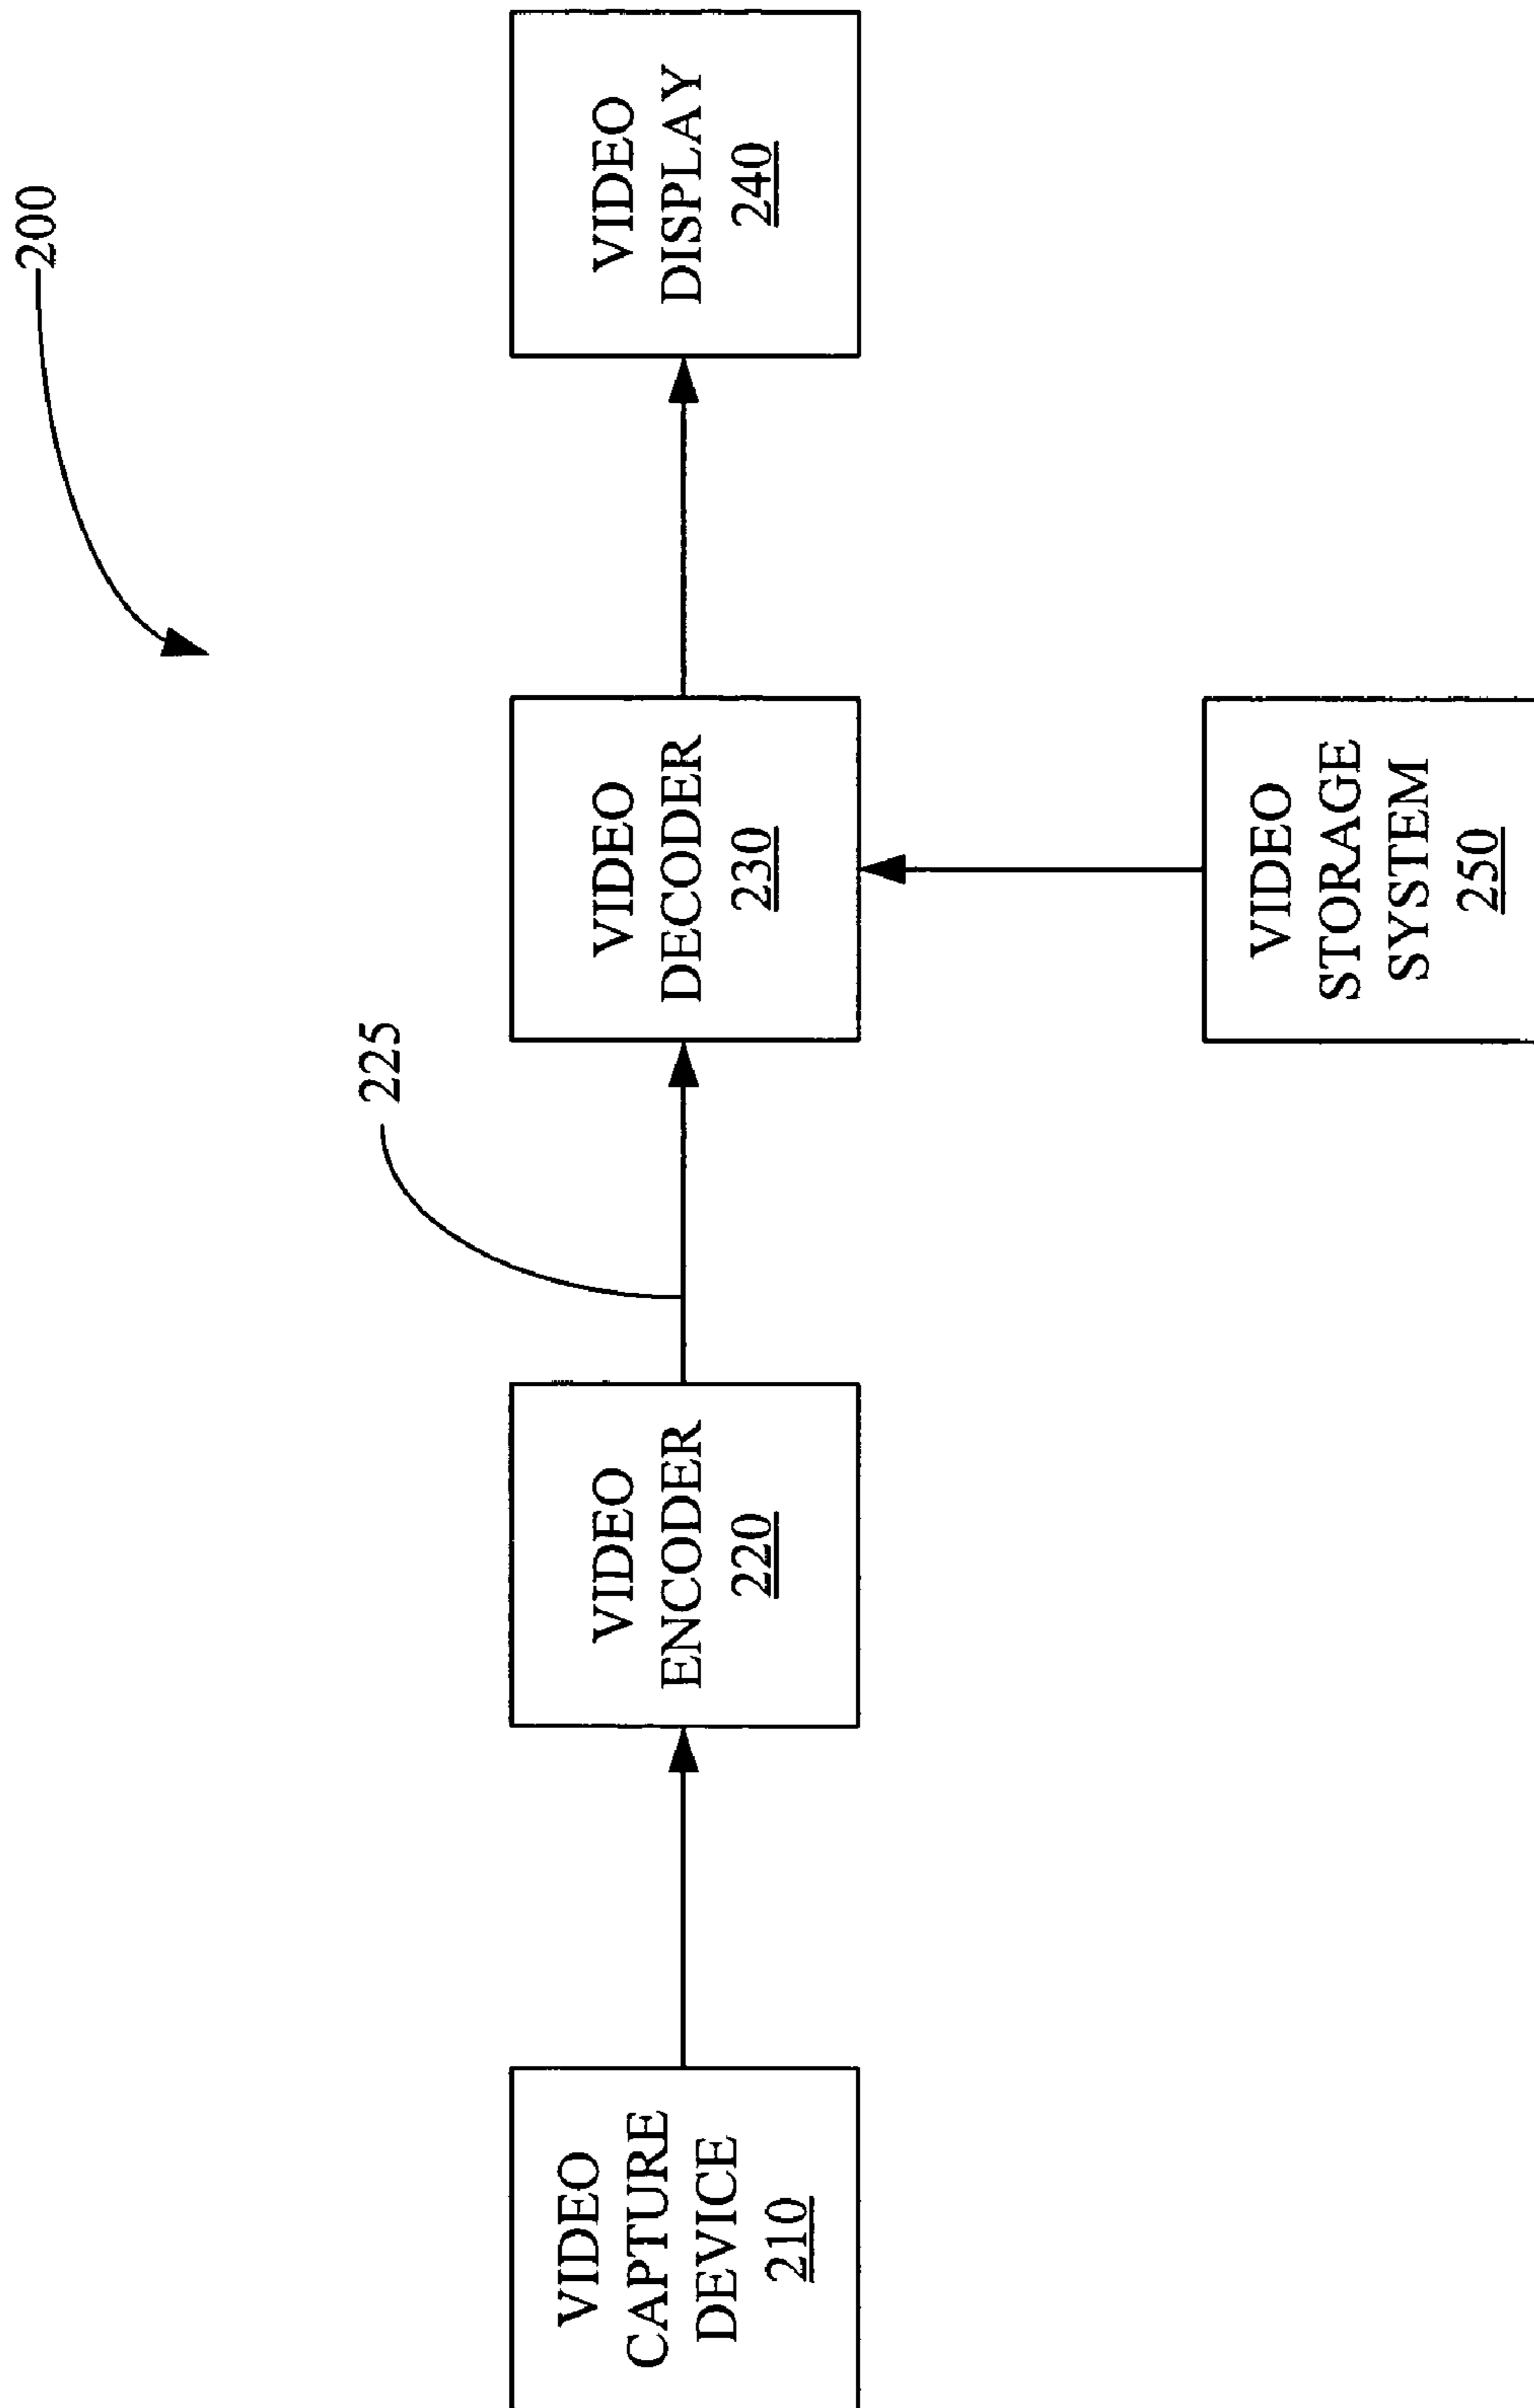 200
225
VIDEO
CAPTURE
DEVICE
210
VIDEO
ENCODER
220
VIDEO
DECODER
230
VIDEO
DISPLAY
240
VIDEO
STORAGE
SYSTEM
250